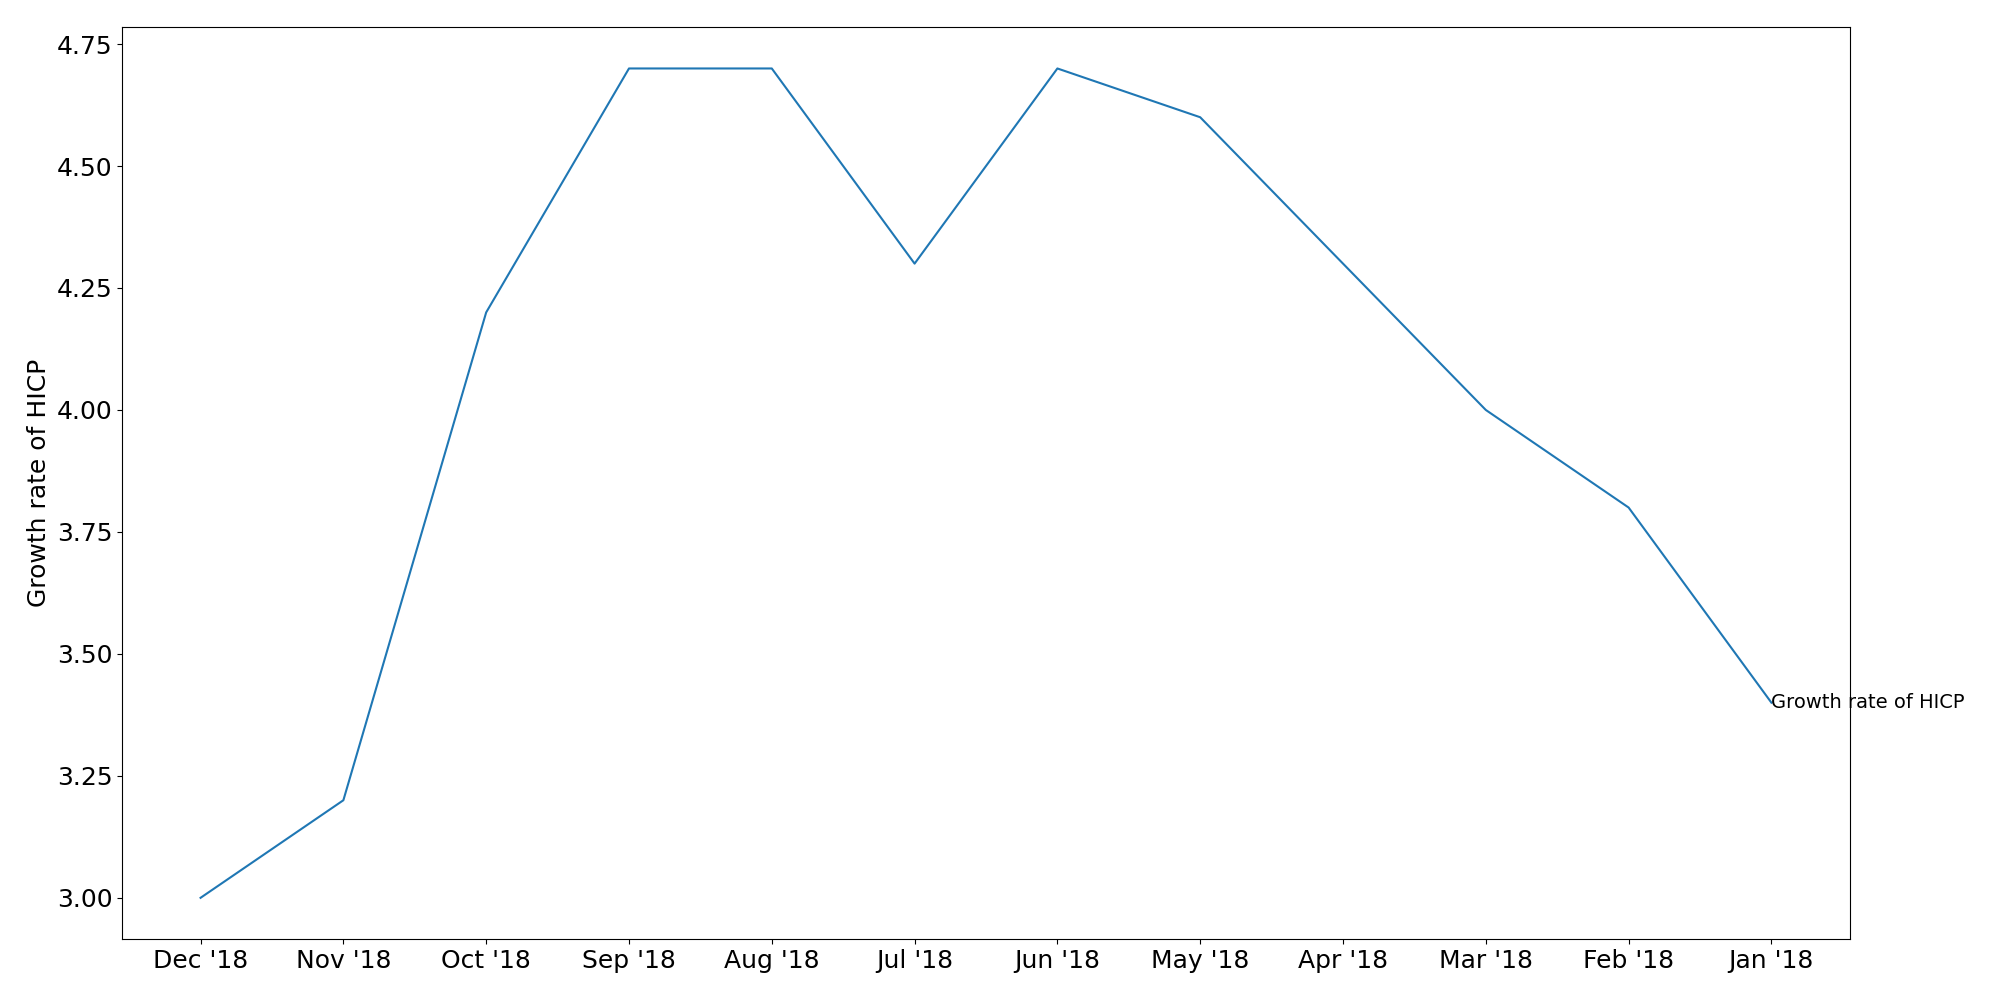 Growth rate of HICP
4.75
4.50
4.25
4.00
3.75
3.50
3.25
3.00
Growth rate of HICP
Dec '18 Nov '18 Oct '18 Sep '18 Aug '18 Jul '18 Jun '18 May '18 Apr '18 Mar '18 Feb '18 Jan '18